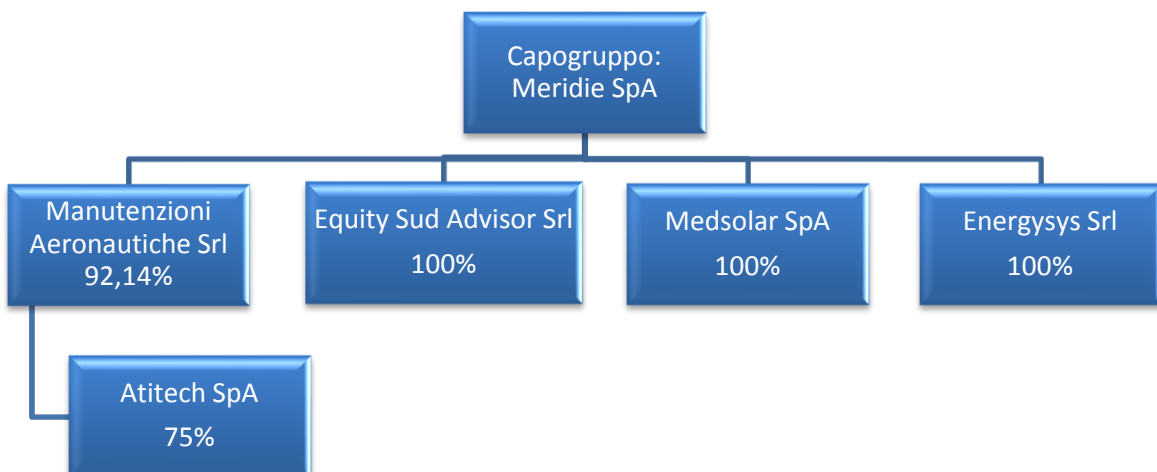 Capogruppo:
Meridie SpA
Manutenzioni
Aeronautiche Srl
92,14%
Equity Sud Advisor Srl
100%
Medsolar SpA
100%
Energysys Srl
100%
Atitech SpA
75%